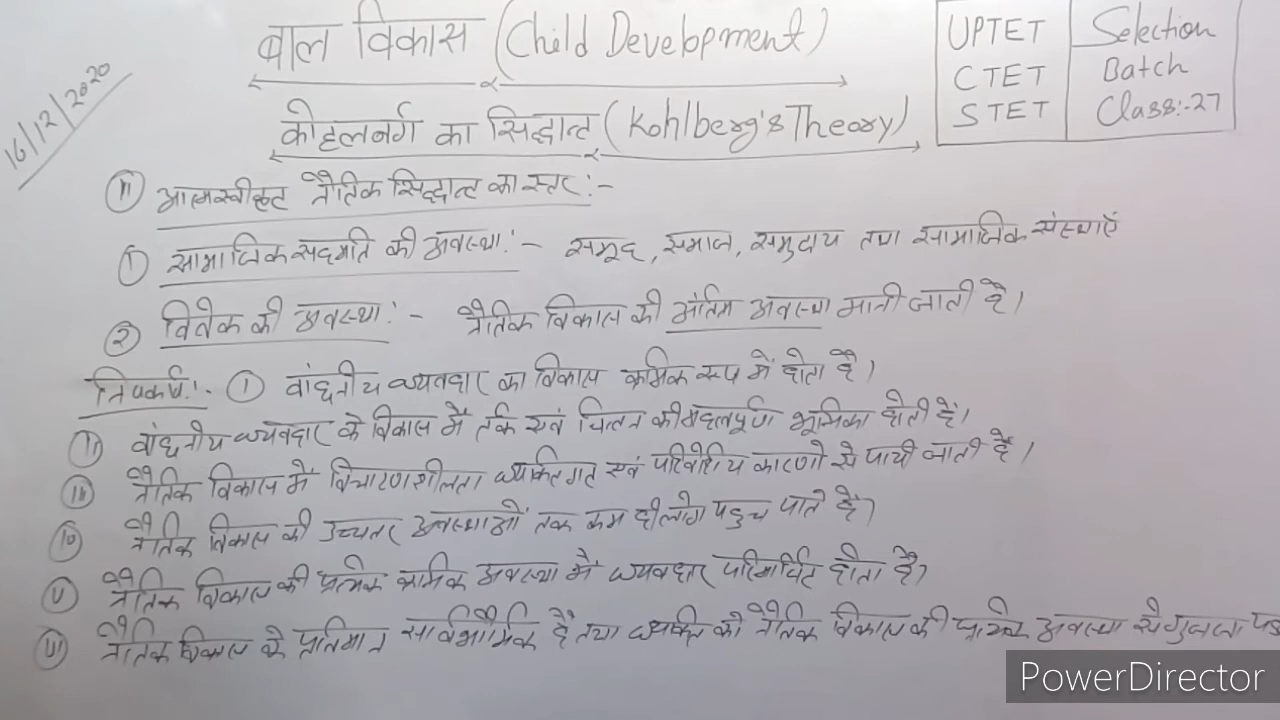 बाल विकास (Child Development)
UPTET Selection
CTET Batch
STET Class:-27
16/12/2020
कोहलबर्ग का सिद्धान्त (Kohlberg's Theory)
III आत्मस्वीकृत नैतिक सिद्धान्त का स्तर:-
① सामाजिक सहमति की अवस्था:- समूह, समाज, समुदाय तथा सामाजिक संस्थाएँ
② विवेक की अवस्था:- नैतिक विकास की अंतिम अवस्था मानी जाती है।
निष्कर्ष:- ① वांछनीय व्यवहार का विकास क्रमिक रूप में होता है।
II वांछनीय व्यवहार के विकास में तर्क एवं चिन्तन की महत्वपूर्ण भूमिका होती है।
III नैतिक विकास में विचारणशीलता व्यक्तिगत एवं परिवेशीय कारणों से पायी जाती है।
IV नैतिक विकास की उच्चतर अवस्थाओं तक कम ही लोग पहुच पाते है।
V नैतिक विकास की प्रत्येक क्रमिक अवस्था में व्यवहार परिमार्जित होता है।
VI नैतिक विकास के प्रतिमान सार्वभौमिक हैं तथा व्यक्ति को नैतिक विकास की प्रत्येक अवस्था से गुजरना
PowerDirector